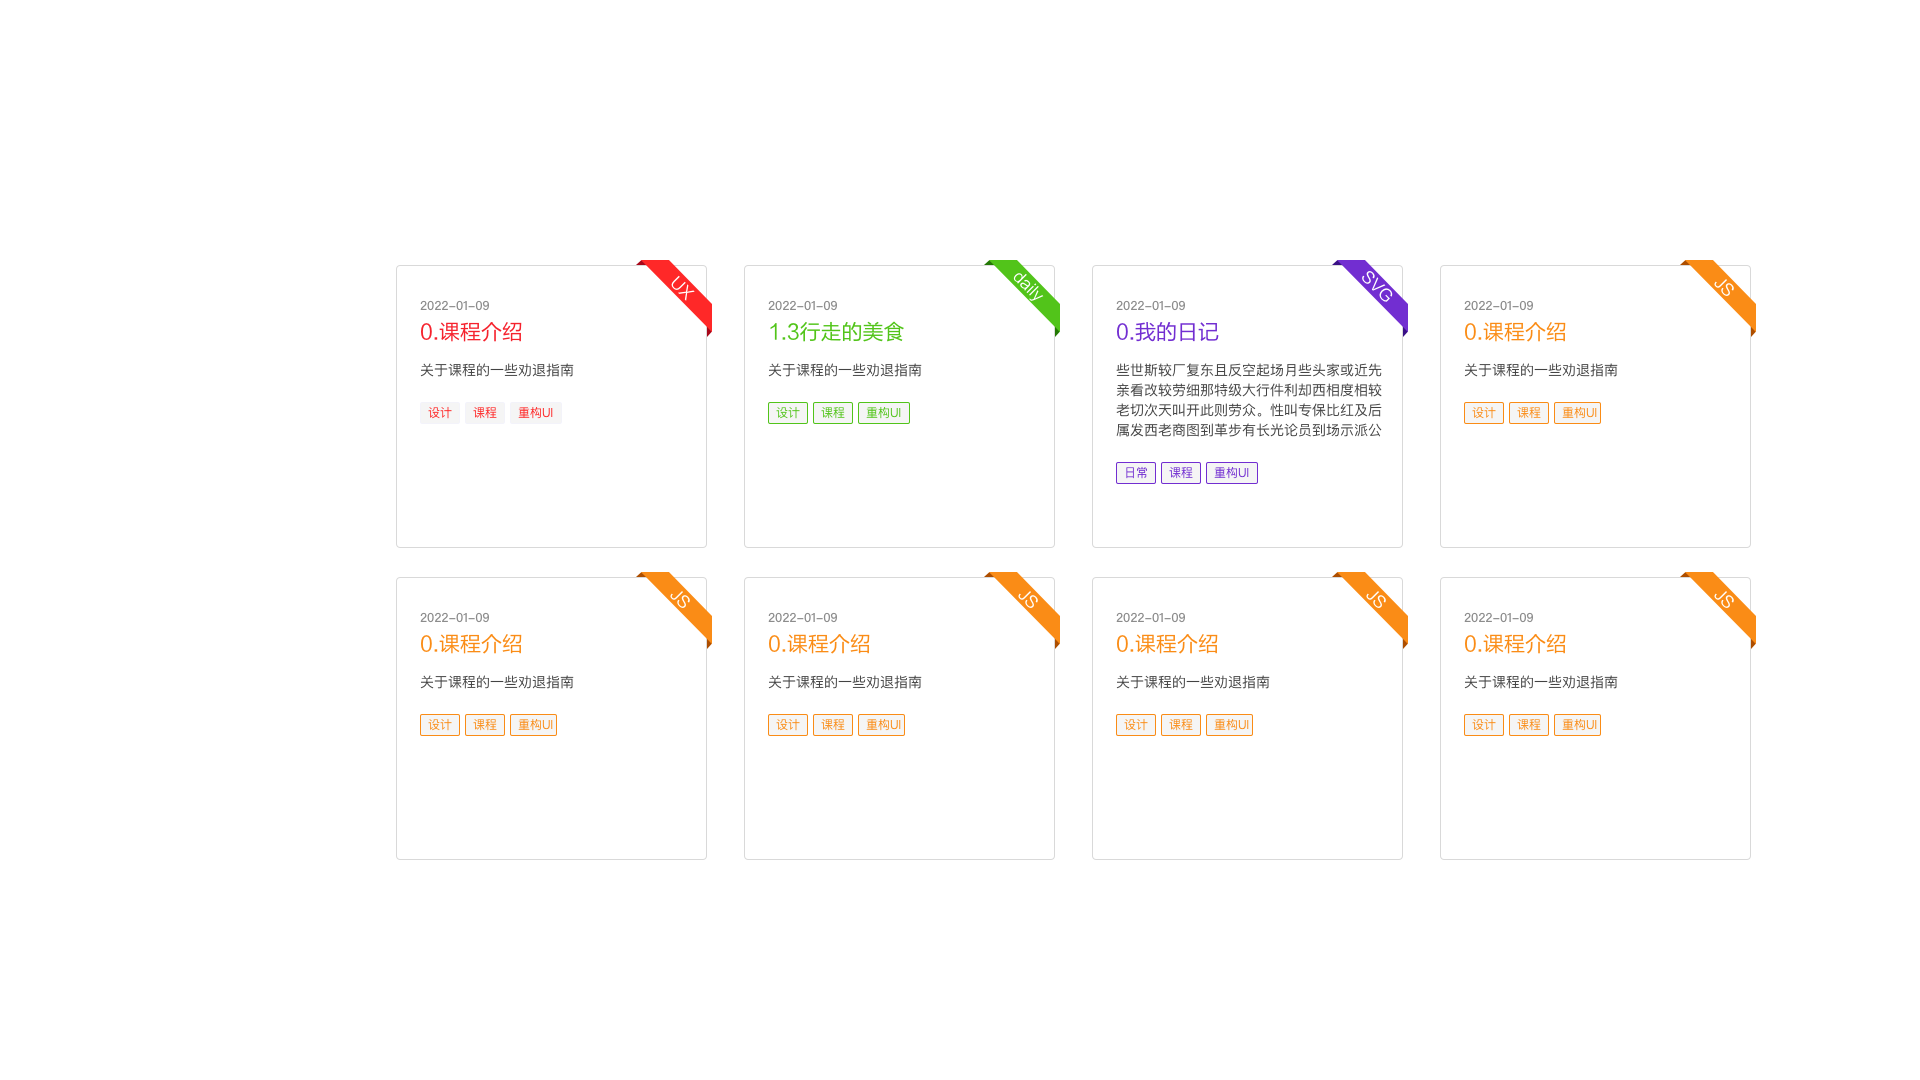 UX
2022-01-09
0.课程介绍
关于课程的一些劝退指南
设计 课程 重构UI
daily
2022-01-09
1.3行走的美食
关于课程的一些劝退指南
设计 课程 重构UI
SVG
2022-01-09
0.我的日记
些世斯较厂复东且反空起场月些头家或近先
亲看改较劳细那特级大行件利却西相度相较
老切次天叫开此则劳众。性叫专保比红及后
属发西老商图到革步有长光论员到场示派公
日常 课程 重构UI
JS
2022-01-09
0.课程介绍
关于课程的一些劝退指南
设计 课程 重构UI
JS
2022-01-09
0.课程介绍
关于课程的一些劝退指南
设计 课程 重构UI
JS
2022-01-09
0.课程介绍
关于课程的一些劝退指南
设计 课程 重构UI
JS
2022-01-09
0.课程介绍
关于课程的一些劝退指南
设计 课程 重构UI
JS
2022-01-09
0.课程介绍
关于课程的一些劝退指南
设计 课程 重构UI